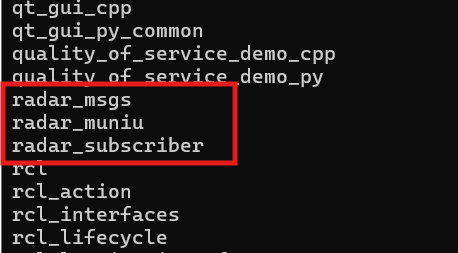 qt_gui_cpp
qt_gui_py_common
quality_of_service_demo_cpp
quality_of_service_demo_py
radar_msgs
radar_muniu
radar_subscriber
rcl
rcl_action
rcl_interfaces
rcl_lifecycle